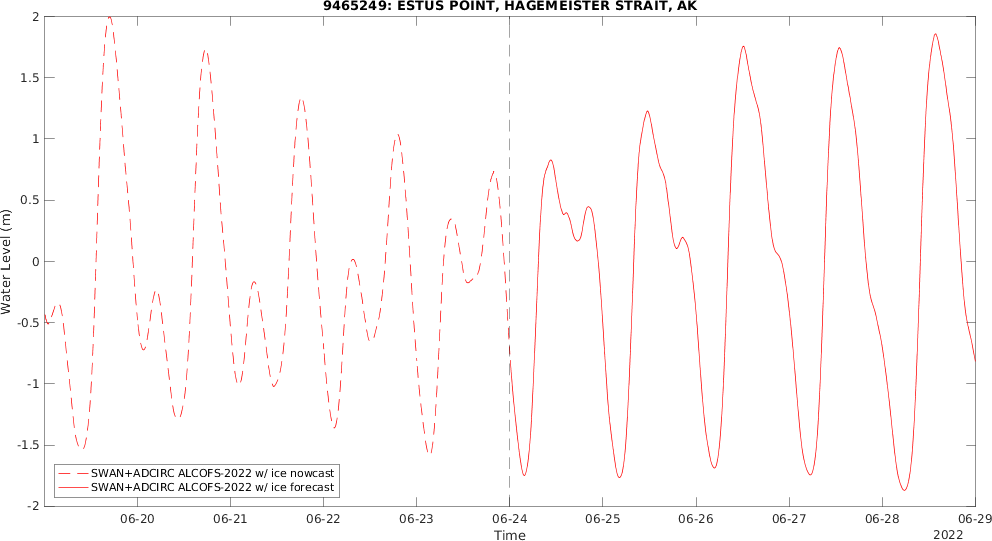 9465249: ESTUS POINT, HAGEMEISTER STRAIT, AK
2
1.5
1
0.5
0
-0.5
-1
-1.5
-2
Water Level (m)
SWAN+ADCIRC ALCOFS-2022 w/ ice nowcast
SWAN+ADCIRC ALCOFS-2022 w/ ice forecast
06-20 06-21 06-22 06-23 06-24 06-25 06-26 06-27 06-28 06-29
Time
2022